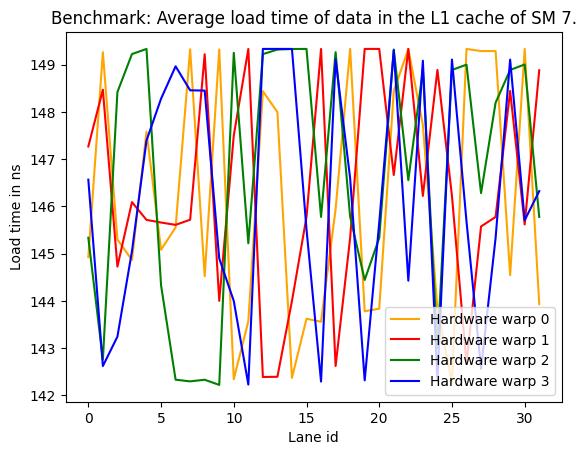 Benchmark: Average load time of data in the L1 cache of SM 7.
Load time in ns
149
148
147
146
145
144
143
142
0 5 10 15 20 25 30
Lane id
Hardware warp 0
Hardware warp 1
Hardware warp 2
Hardware warp 3